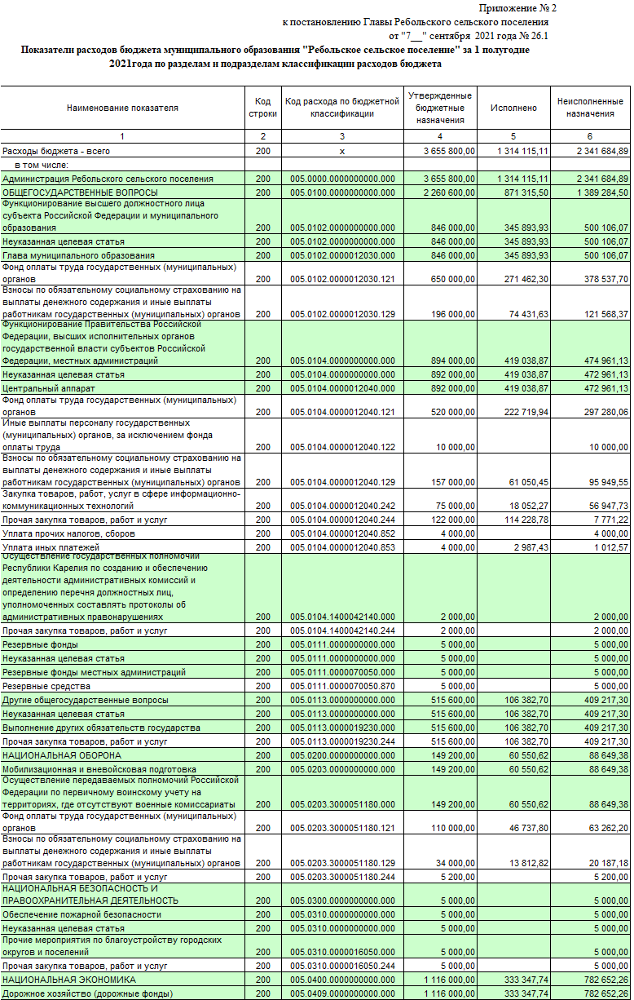 Приложение № 2
к постановлению Главы Ребольского сельского поселения
от "7__" сентября 2021 года № 26.1
Показатели расходов бюджета муниципального образования "Ребольское сельское поселение" за 1 полугодие
2021года по разделам и подразделам классификации расходов бюджета
Наименование показателя Код строки Код расхода по бюджетной классификации Утвержденные бюджетные назначения Исполнено Неисполненные назначения
1 2 3 4 5 6
Расходы бюджета - всего 200 х 3 655 800,00 1 314 115,11 2 341 684,89
в том числе:
Администрация Ребольского сельского поселения 200 005.0000.0000000000.000 3 655 800,00 1 314 115,11 2 341 684,89
ОБЩЕГОСУДАРСТВЕННЫЕ ВОПРОСЫ 200 005.0100.0000000000.000 2 260 600,00 871 315,50 1 389 284,50
Функционирование высшего должностного лица
субъекта Российской Федерации и муниципального
образования 200 005.0102.0000000000.000 846 000,00 345 893,93 500 106,07
Неуказанная целевая статья 200 005.0102.0000000000.000 846 000,00 345 893,93 500 106,07
Глава муниципального образования 200 005.0102.0000012030.000 846 000,00 345 893,93 500 106,07
Фонд оплаты труда государственных (муниципальных)
органов 200 005.0102.0000012030.121 650 000,00 271 462,30 378 537,70
Взносы по обязательному социальному страхованию на
выплаты денежного содержания и иные выплаты
работникам государственных (муниципальных) органов 200 005.0102.0000012030.129 196 000,00 74 431,63 121 568,37
Функционирование Правительства Российской
Федерации, высших исполнительных органов
государственной власти субъектов Российской
Федерации, местных администраций 200 005.0104.0000000000.000 894 000,00 419 038,87 474 961,13
Неуказанная целевая статья 200 005.0104.0000000000.000 892 000,00 419 038,87 472 961,13
Центральный аппарат 200 005.0104.0000012040.000 892 000,00 419 038,87 472 961,13
Фонд оплаты труда государственных (муниципальных)
органов 200 005.0104.0000012040.121 520 000,00 222 719,94 297 280,06
Иные выплаты персоналу государственных
(муниципальных) органов, за исключением фонда
оплаты труда 200 005.0104.0000012040.122 10 000,00 10 000,00
Взносы по обязательному социальному страхованию на
выплаты денежного содержания и иные выплаты
работникам государственных (муниципальных) органов 200 005.0104.0000012040.129 157 000,00 61 050,45 95 949,55
Закупка товаров, работ, услуг в сфере информационно-
коммуникационных технологий 200 005.0104.0000012040.242 75 000,00 18 052,27 56 947,73
Прочая закупка товаров, работ и услуг 200 005.0104.0000012040.244 122 000,00 114 228,78 7 771,22
Уплата прочих налогов, сборов 200 005.0104.0000012040.852 4 000,00 4 000,00
Уплата иных платежей 200 005.0104.0000012040.853 4 000,00 2 987,43 1 012,57
Осуществление государственных полномочий
Республики Карелия по созданию и обеспечению
деятельности административных комиссий и
определению перечня должностных лиц,
уполномоченных составлять протоколы об
административных правонарушениях 200 005.0104.1400042140.000 2 000,00 2 000,00
Прочая закупка товаров, работ и услуг 200 005.0104.1400042140.244 2 000,00 2 000,00
Резервные фонды 200 005.0111.0000000000.000 5 000,00 5 000,00
Неуказанная целевая статья 200 005.0111.0000000000.000 5 000,00 5 000,00
Резервные фонды местных администраций 200 005.0111.0000070050.000 5 000,00 5 000,00
Резервные средства 200 005.0111.0000070050.870 5 000,00 5 000,00
Другие общегосударственные вопросы 200 005.0113.0000000000.000 515 600,00 106 382,70 409 217,30
Неуказанная целевая статья 200 005.0113.0000000000.000 515 600,00 106 382,70 409 217,30
Выполнение других обязательств государства 200 005.0113.0000019230.000 515 600,00 106 382,70 409 217,30
Прочая закупка товаров, работ и услуг 200 005.0113.0000019230.244 515 600,00 106 382,70 409 217,30
НАЦИОНАЛЬНАЯ ОБОРОНА 200 005.0200.0000000000.000 149 200,00 60 550,62 88 649,38
Мобилизационная и вневойсковая подготовка 200 005.0203.0000000000.000 149 200,00 60 550,62 88 649,38
Осуществление передаваемых полномочий Российской
Федерации по первичному воинскому учету на
территориях, где отсутствуют военные комиссариаты 200 005.0203.3000051180.000 149 200,00 60 550,62 88 649,38
Фонд оплаты труда государственных (муниципальных)
органов 200 005.0203.3000051180.121 110 000,00 46 737,80 63 262,20
Взносы по обязательному социальному страхованию на
выплаты денежного содержания и иные выплаты
работникам государственных (муниципальных) органов 200 005.0203.3000051180.129 34 000,00 13 812,82 20 187,18
Прочая закупка товаров, работ и услуг 200 005.0203.3000051180.244 5 200,00 5 200,00
НАЦИОНАЛЬНАЯ БЕЗОПАСНОСТЬ И
ПРАВООХРАНИТЕЛЬНАЯ ДЕЯТЕЛЬНОСТЬ 200 005.0300.0000000000.000 5 000,00 5 000,00
Обеспечение пожарной безопасности 200 005.0310.0000000000.000 5 000,00 5 000,00
Неуказанная целевая статья 200 005.0310.0000000000.000 5 000,00 5 000,00
Прочие мероприятия по благоустройству городских
округов и поселений 200 005.0310.0000016050.000 5 000,00 5 000,00
Прочая закупка товаров, работ и услуг 200 005.0310.0000016050.244 5 000,00 5 000,00
НАЦИОНАЛЬНАЯ ЭКОНОМИКА 200 005.0400.0000000000.000 1 116 000,00 333 347,74 782 652,26
Дорожное хозяйство (дорожные фонды) 200 005.0409.0000000000.000 1 116 000,00 333 347,74 782 652,26